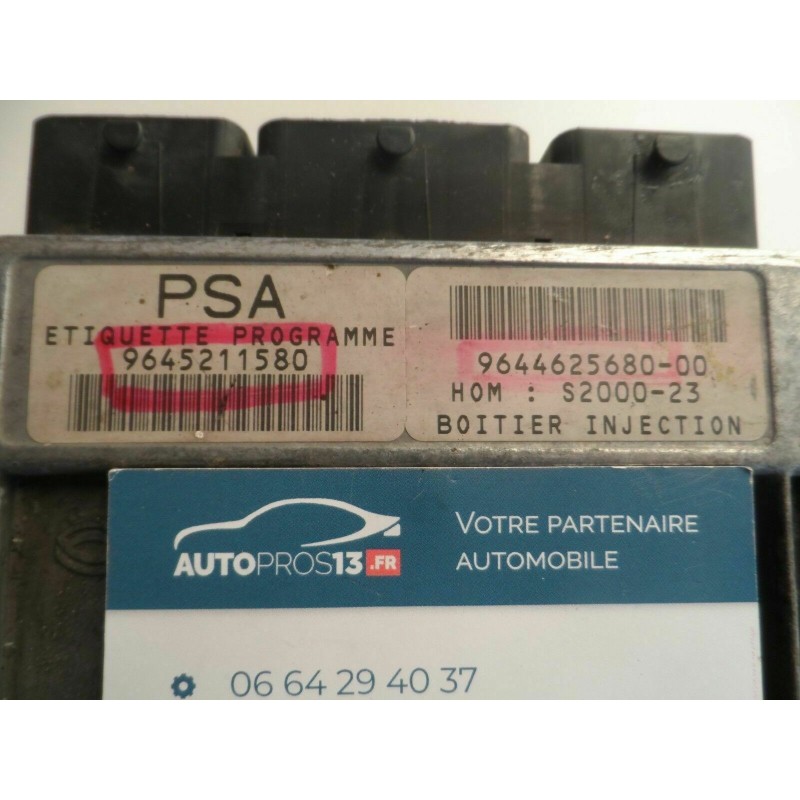 PSA
ETIQUETTE PROGRAMME
9645211580
9644625680-00
HOM : S2000-23
BOITIER INJECTION
AUTOPROS13.FR
VOTRE PARTENAIRE
AUTOMOBILE
06 64 29 40 37